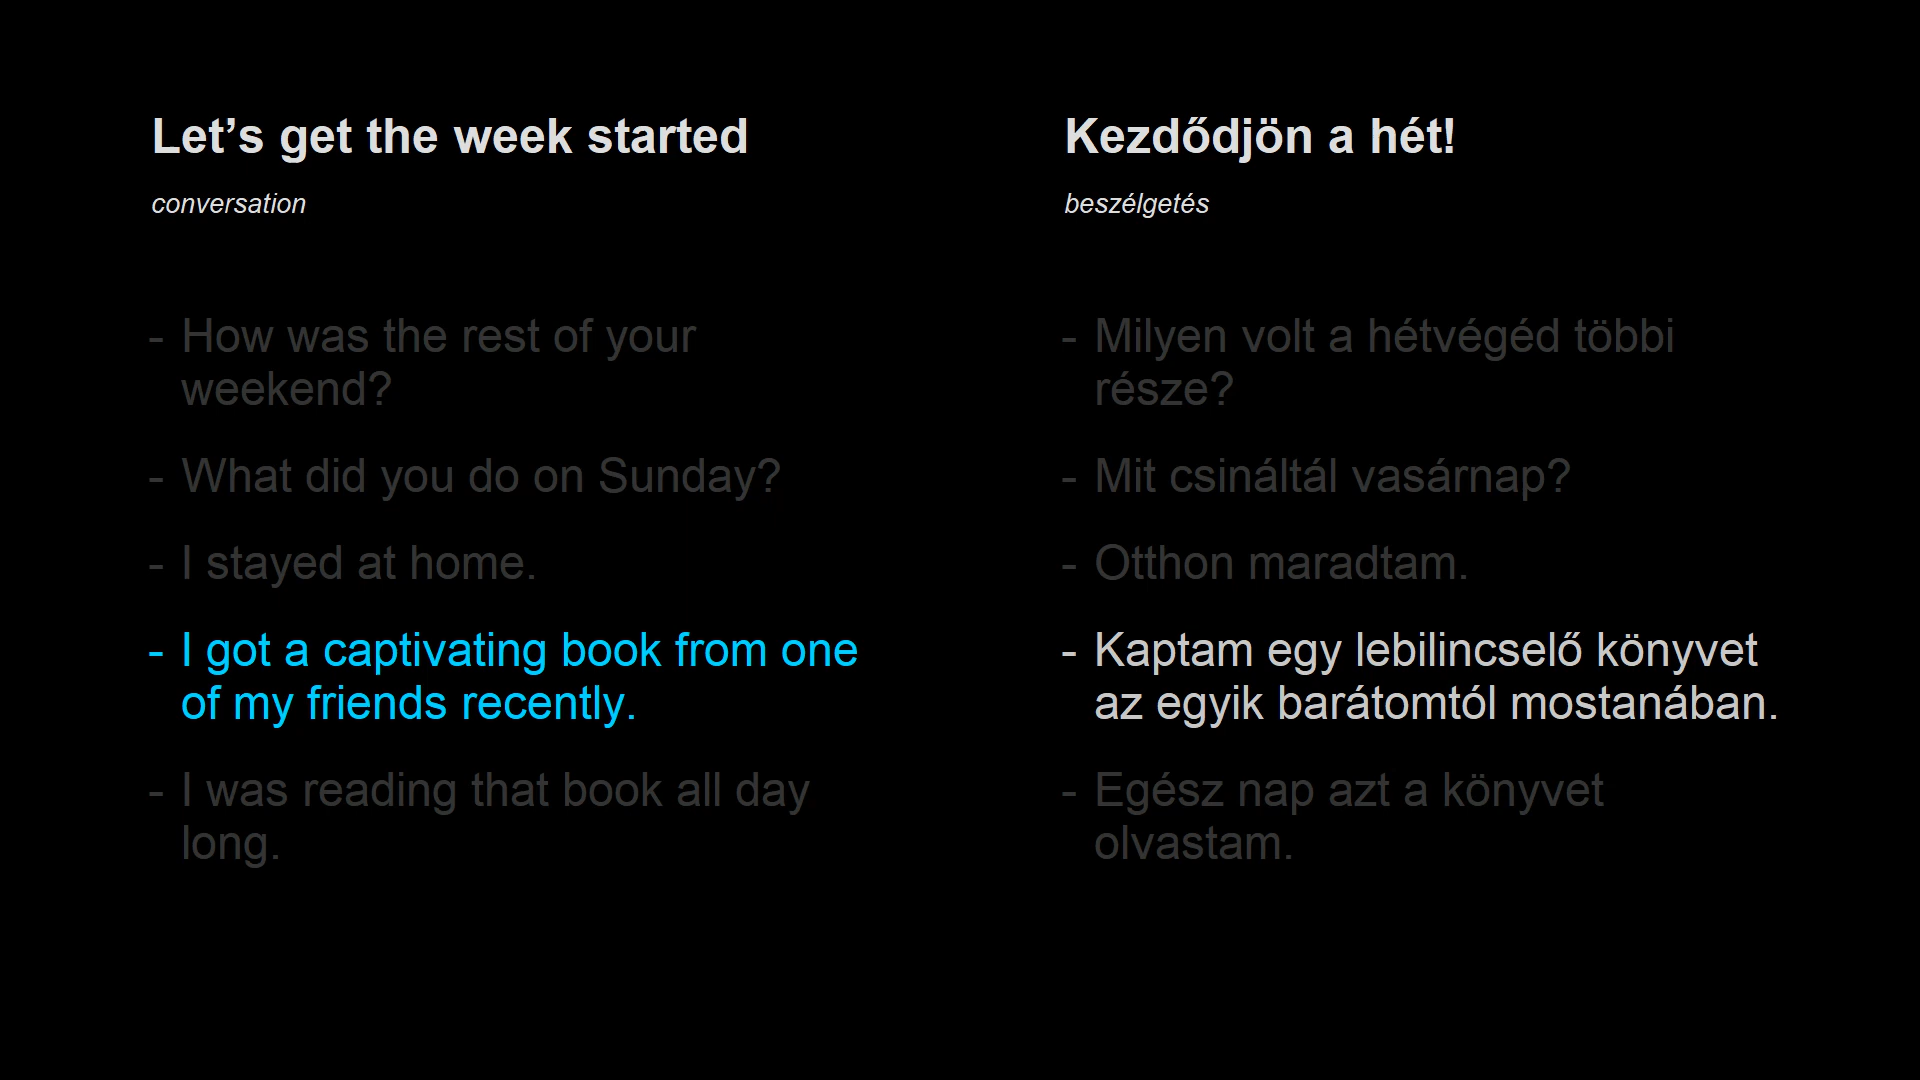 Let’s get the week started
conversation
- How was the rest of your
weekend?
- What did you do on Sunday?
- I stayed at home.
- I got a captivating book from one
of my friends recently.
- I was reading that book all day
long.
Kezdődjön a hét!
beszélgetés
- Milyen volt a hétvégéd többi
része?
- Mit csináltál vasárnap?
- Otthon maradtam.
- Kaptam egy lebilincselő könyvet
az egyik barátomtól mostanában.
- Egész nap azt a könyvet
olvastam.